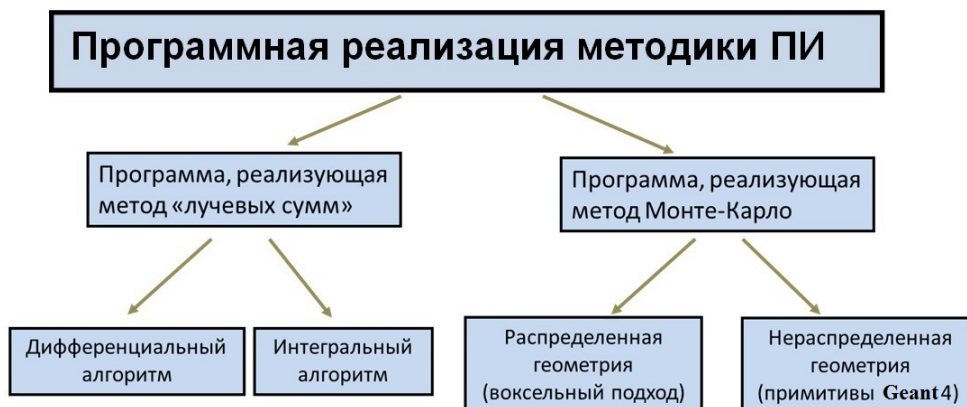 Программная реализация методики ПИ
Программа, реализующая
метод «лучевых сумм»
Программа, реализующая
метод Монте-Карло
Дифференциальный
алгоритм
Интегральный
алгоритм
Распределенная
геометрия
(воксельный подход)
Нераспределенная
геометрия
(примитивы Geant4)